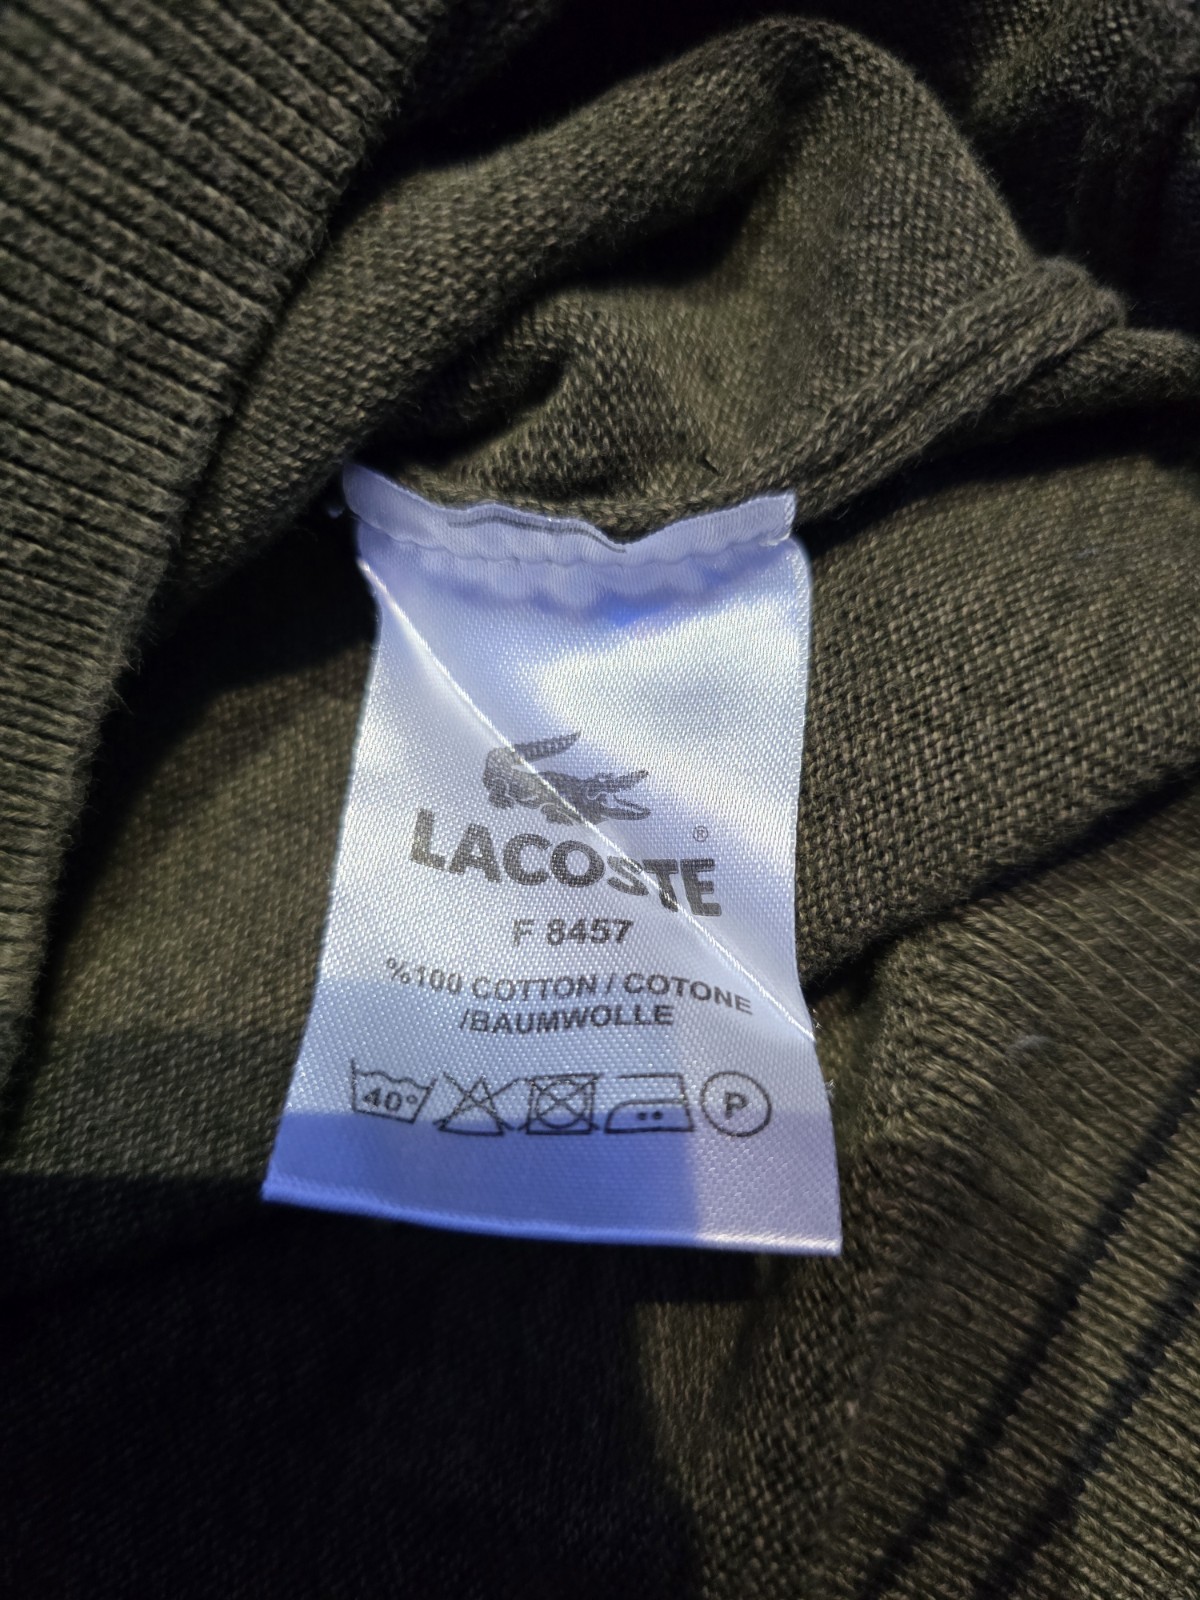 LACOSTE®
F 8457
%100 COTTON / COTONE
/BAUMWOLLE
40° P